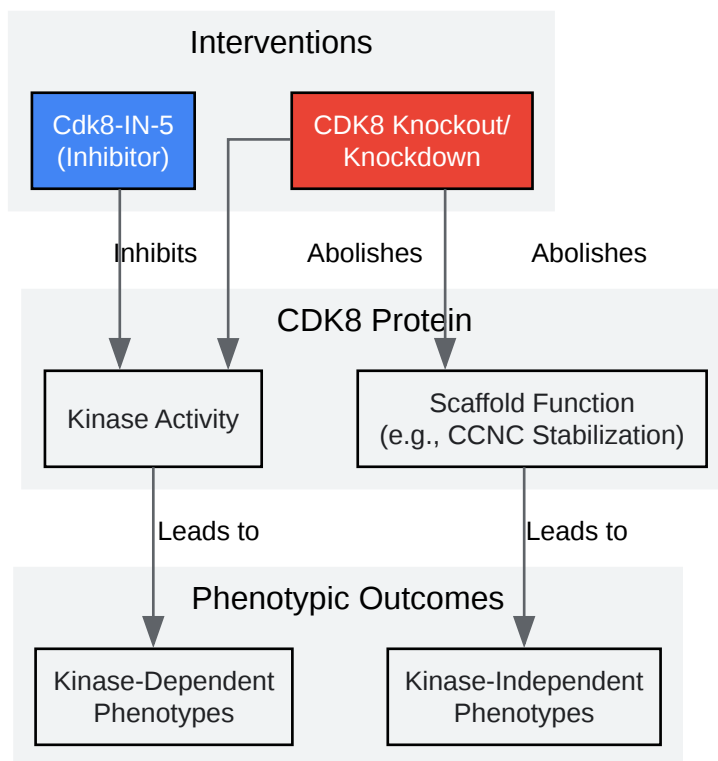 Interventions
Cdk8-IN-5
(Inhibitor)
CDK8 Knockout/
Knockdown
Inhibits
Abolishes
Abolishes
CDK8 Protein
Kinase Activity
Scaffold Function
(e.g., CCNC Stabilization)
Leads to
Leads to
Phenotypic Outcomes
Kinase-Dependent
Phenotypes
Kinase-Independent
Phenotypes